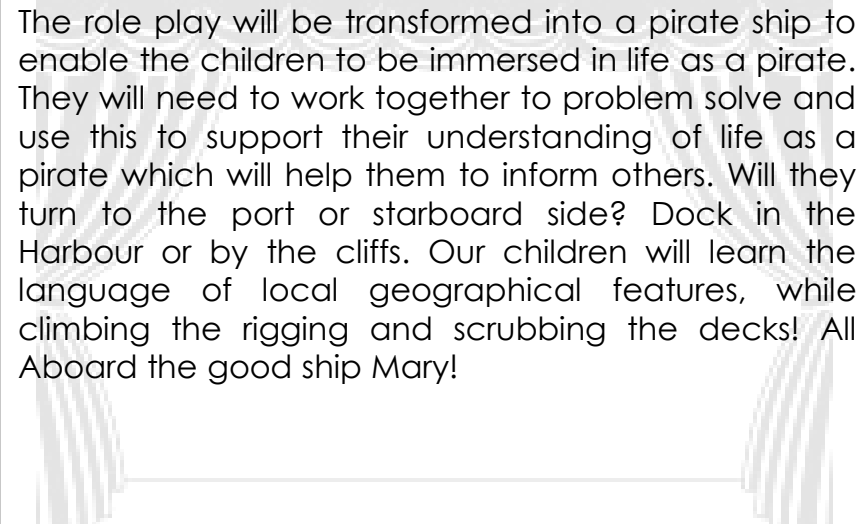 The role play will be transformed into a pirate ship to
enable the children to be immersed in life as a pirate.
They will need to work together to problem solve and
use this to support their understanding of life as a
pirate which will help them to inform others. Will they
turn to the port or starboard side? Dock in the
Harbour or by the cliffs. Our children will learn the
language of local geographical features, while
climbing the rigging and scrubbing the decks! All
Aboard the good ship Mary!